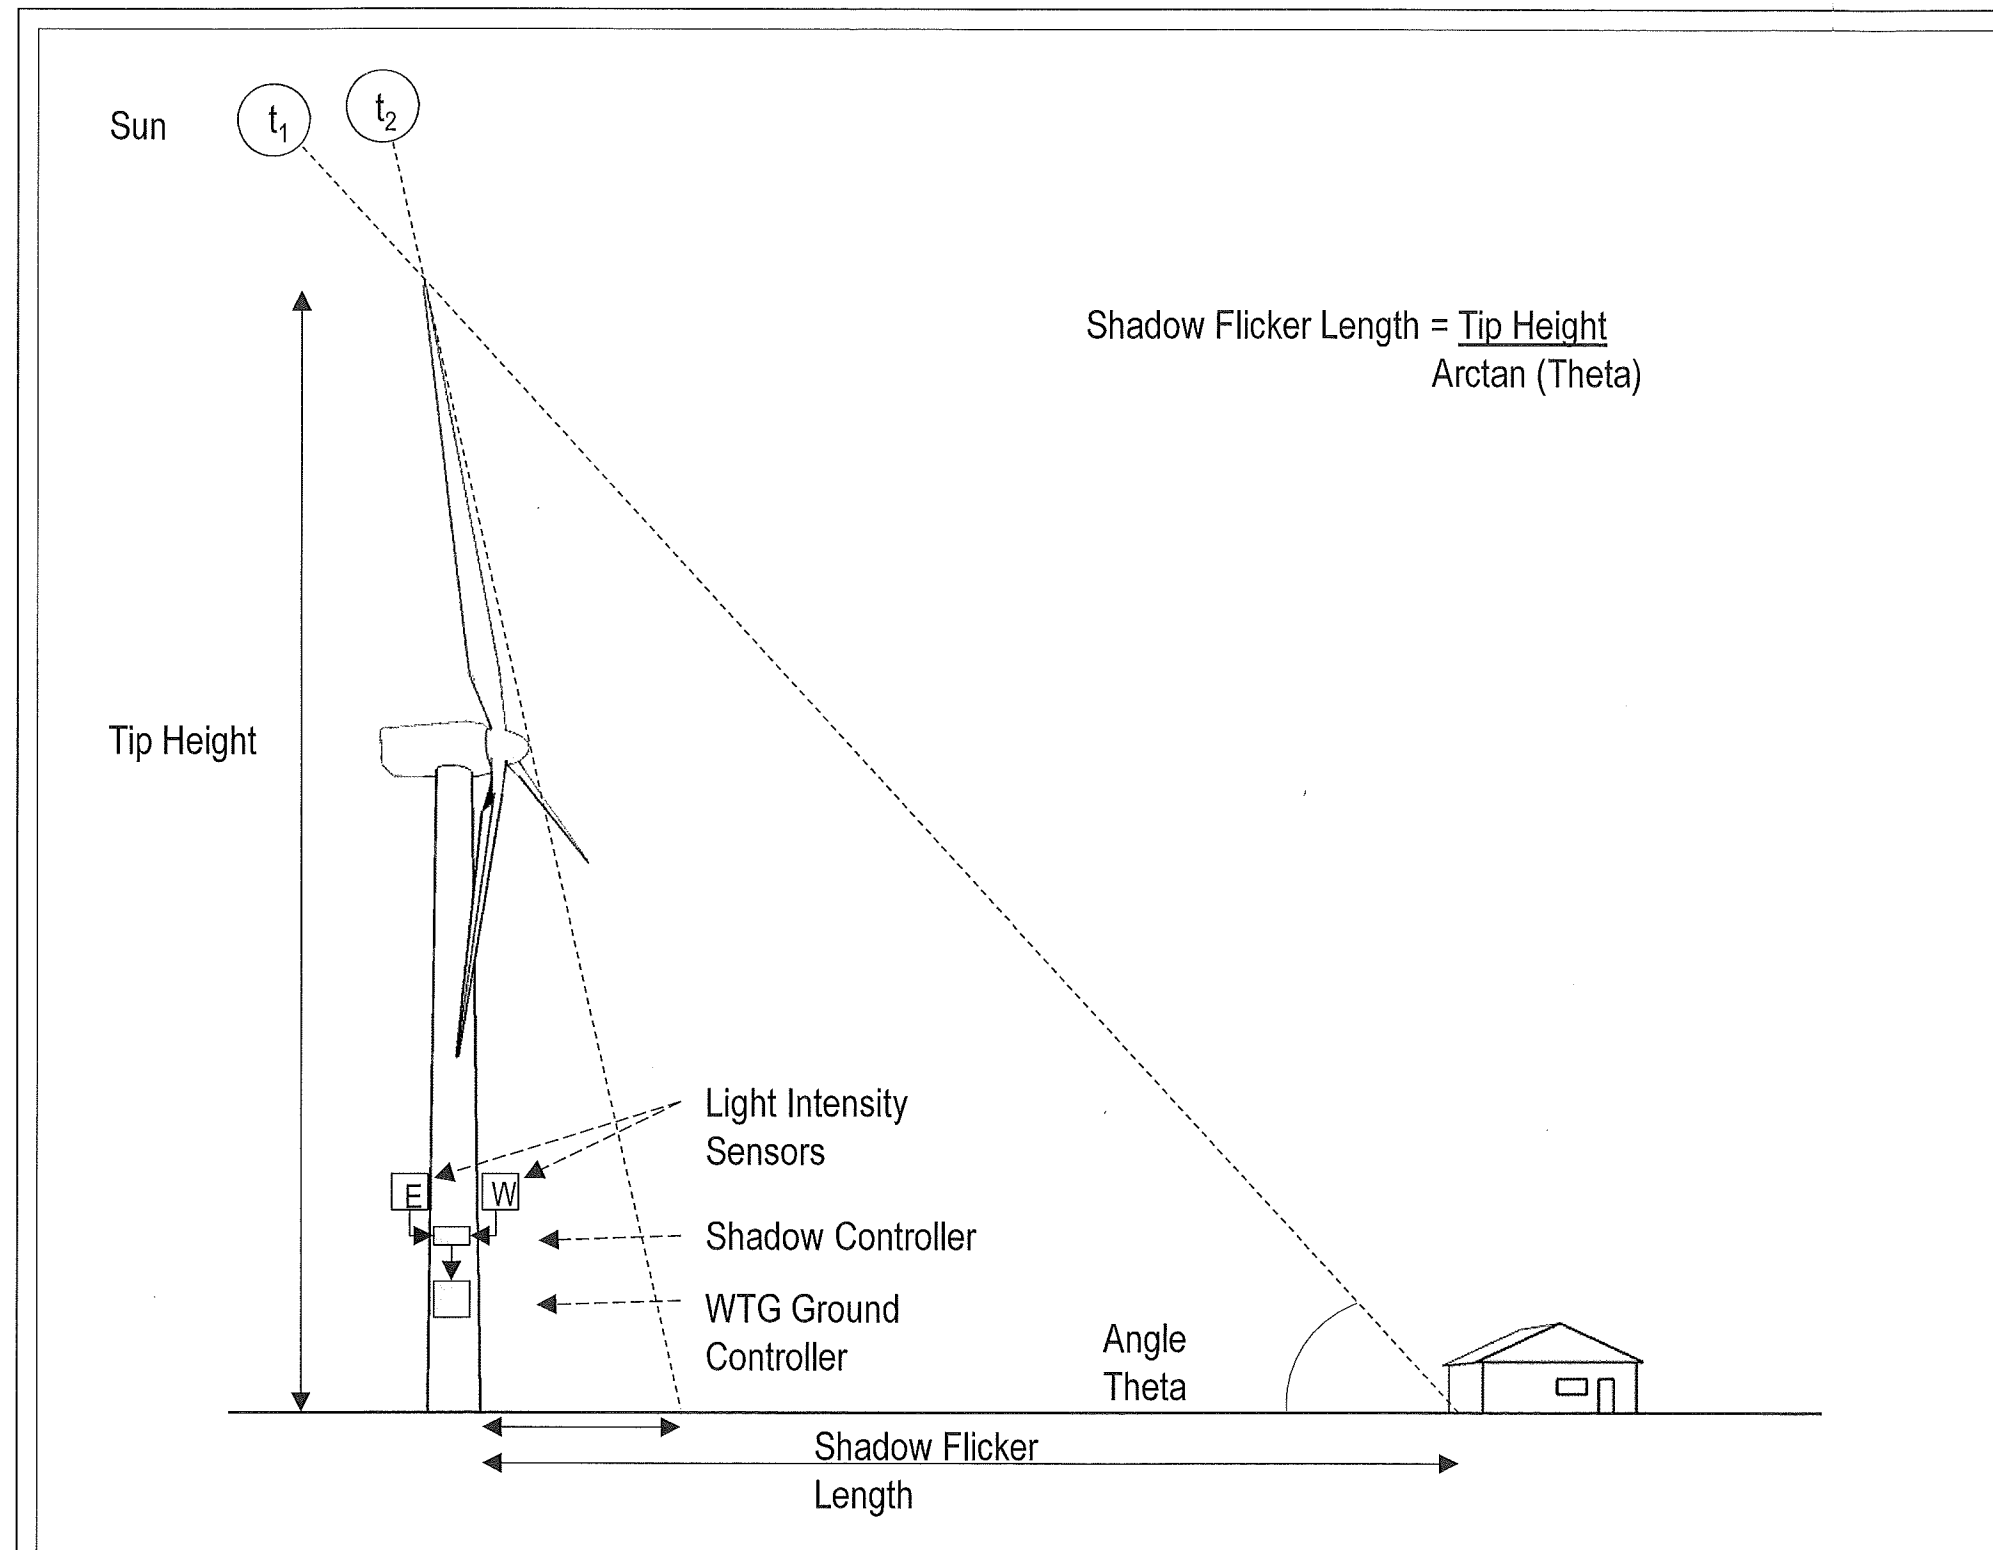 Sun
t1
t2
Shadow Flicker Length = Tip Height
Arctan (Theta)
Tip Height
Light Intensity
Sensors
E
W
Shadow Controller
WTG Ground
Controller
Angle
Theta
Shadow Flicker
Length